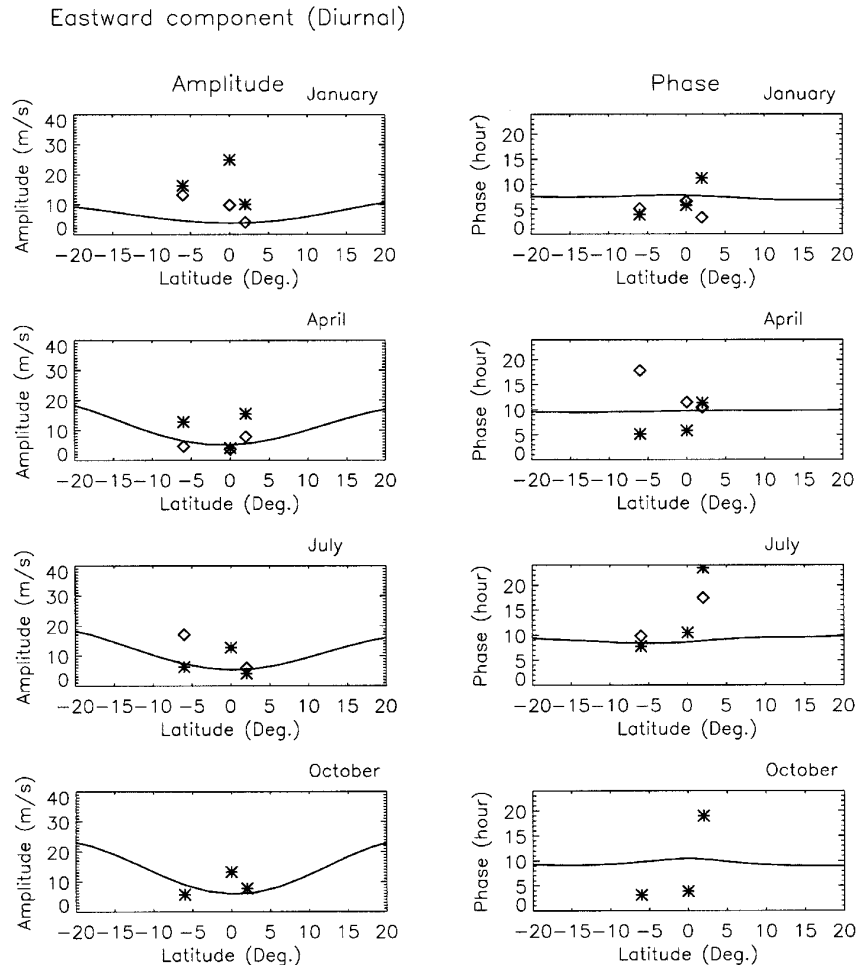 Eastward component (Diurnal)
Amplitude
January
Amplitude (m/s)
40
30
20
10
0
-20-15-10 -5 0 5 10 15 20
Latitude (Deg.)
Phase
January
Phase (hour)
20
15
10
5
0
-20-15-10 -5 0 5 10 15 20
Latitude (Deg.)
April
Amplitude (m/s)
40
30
20
10
0
-20-15-10 -5 0 5 10 15 20
Latitude (Deg.)
April
Phase (hour)
20
15
10
5
0
-20-15-10 -5 0 5 10 15 20
Latitude (Deg.)
July
Amplitude (m/s)
40
30
20
10
0
-20-15-10 -5 0 5 10 15 20
Latitude (Deg.)
July
Phase (hour)
20
15
10
5
0
-20-15-10 -5 0 5 10 15 20
Latitude (Deg.)
October
Amplitude (m/s)
40
30
20
10
0
-20-15-10 -5 0 5 10 15 20
Latitude (Deg.)
October
Phase (hour)
20
15
10
5
0
-20-15-10 -5 0 5 10 15 20
Latitude (Deg.)